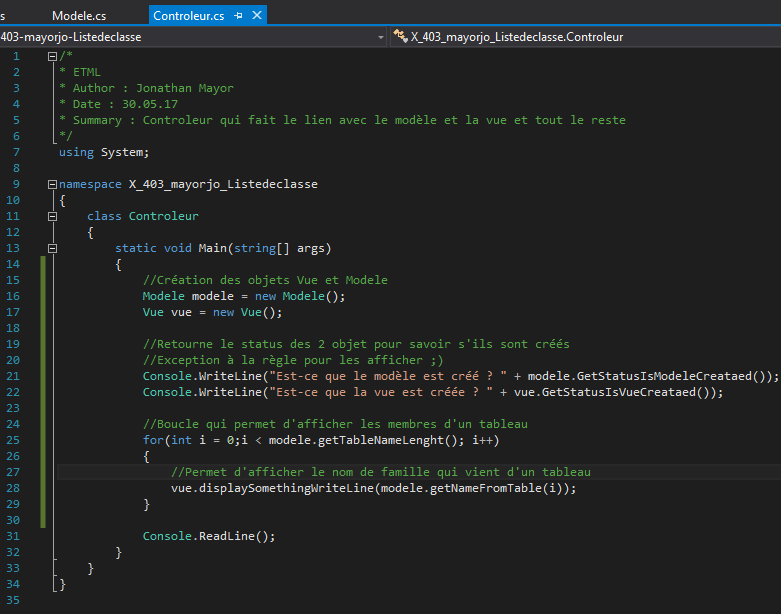 s Modele.cs Controleur.cs
403-mayorjo-Listedeclasse X_403_mayorjo_Listedeclasse.Controleur
1 /*
2 * ETML
3 * Author : Jonathan Mayor
4 * Date : 30.05.17
5 * Summary : Controleur qui fait le lien avec le modèle et la vue et tout le reste
6 */
7 using System;
8
9 namespace X_403_mayorjo_Listedeclasse
10 {
11 class Controleur
12 {
13 static void Main(string[] args)
14 {
15 //Création des objets Vue et Modele
16 Modele modele = new Modele();
17 Vue vue = new Vue();
18
19 //Retourne le status des 2 objet pour savoir s'ils sont créés
20 //Exception à la règle pour les afficher ;)
21 Console.WriteLine("Est-ce que le modèle est créé ? " + modele.GetStatusIsModeleCreataed());
22 Console.WriteLine("Est-ce que la vue est créée ? " + vue.GetStatusIsVueCreataed());
23
24 //Boucle qui permet d'afficher les membres d'un tableau
25 for(int i = 0;i < modele.getTableNameLenght(); i++)
26 {
27 //Permet d'afficher le nom de famille qui vient d'un tableau
28 vue.displaySomethingWriteLine(modele.getNameFromTable(i));
29 }
30
31 Console.ReadLine();
32 }
33 }
34 }
35